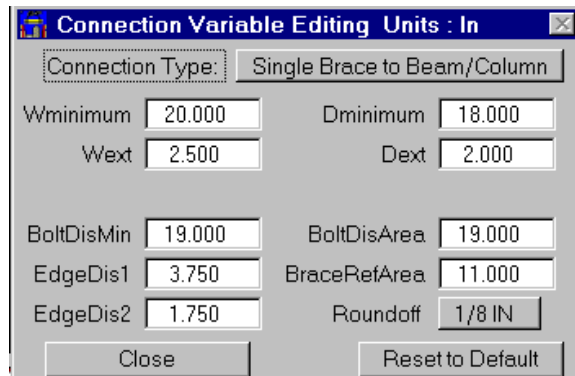 Connection Variable Editing Units : In
Connection Type: Single Brace to Beam/Column
Wminimum 20.000 Dminimum 18.000
Wext 2.500 Dext 2.000
BoltDisMin 19.000 BoltDisArea 19.000
EdgeDis1 3.750 BraceRefArea 11.000
EdgeDis2 1.750 Roundoff 1/8 IN
Close Reset to Default